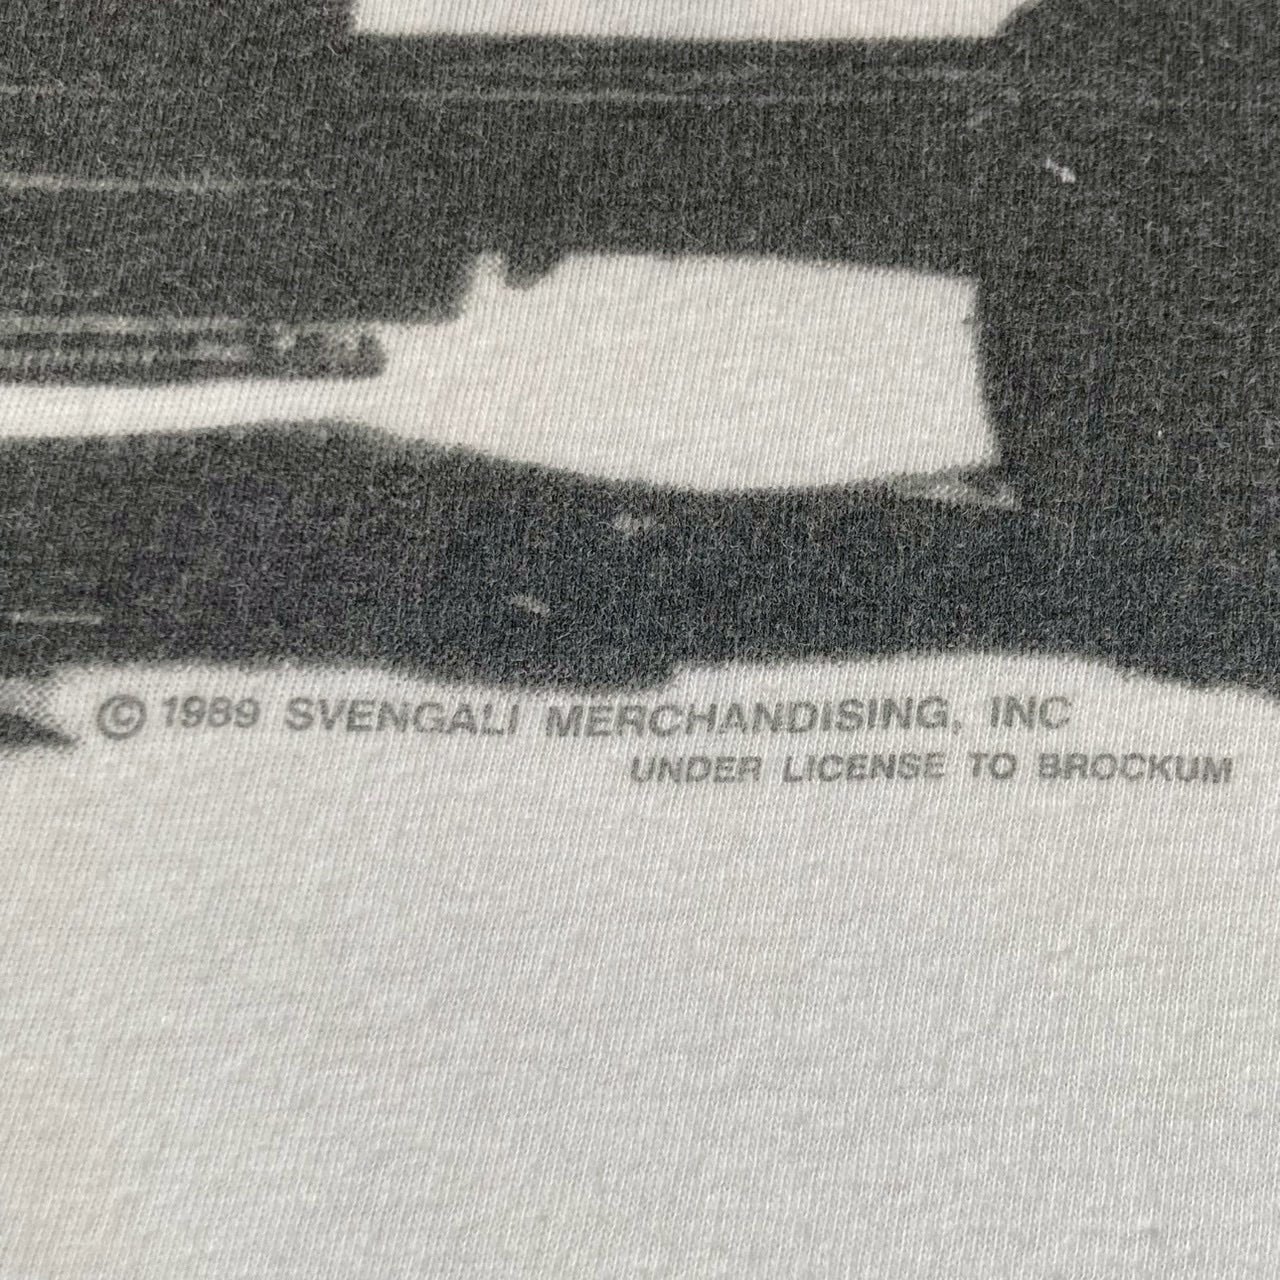 © 1989 SVENGALI MERCHANDISING, INC
UNDER LICENSE TO BROCKUM